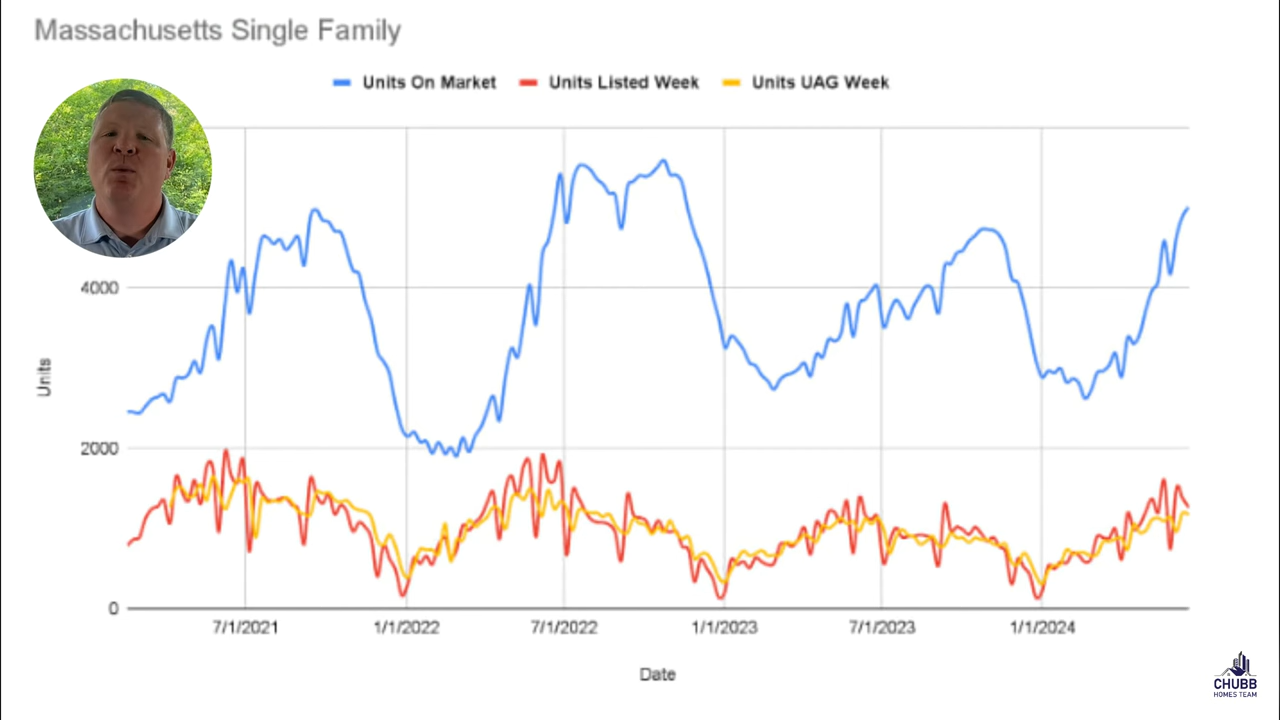 Massachusetts Single Family
Units On Market Units Listed Week Units UAG Week
4000
2000
0
Units
7/1/2021 1/1/2022 7/1/2022 1/1/2023 7/1/2023 1/1/2024
Date
CHUBB
HOMES TEAM